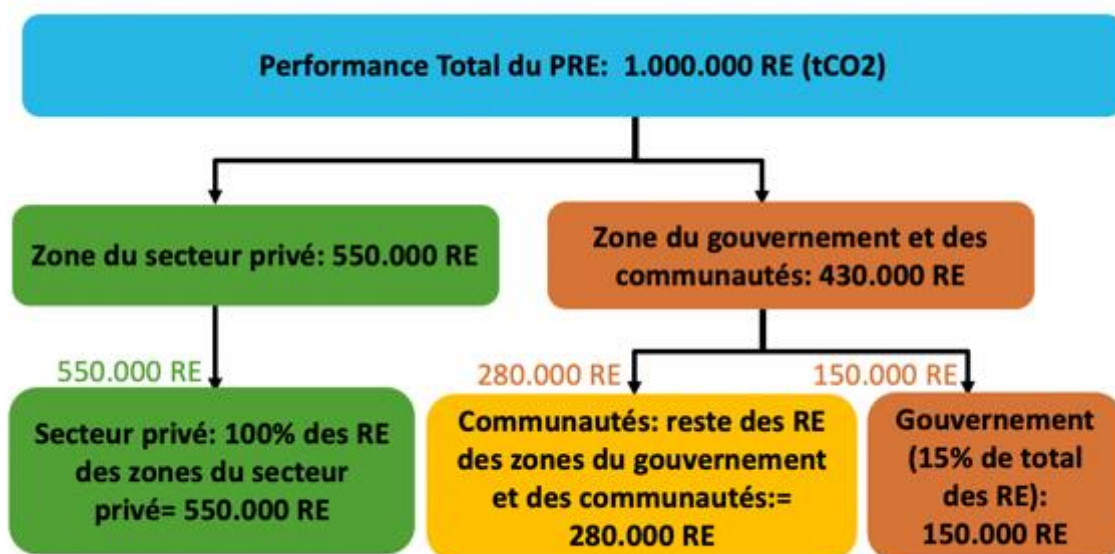 Performance Total du PRE:  1.000.000 RE (tCO2)
Zone du secteur privé: 550.000 RE
Zone du gouvernement et des
communautés: 430.000 RE
550.000 RE
280.000 RE
150.000 RE
Secteur privé: 100% des RE
des zones du secteur
privé= 550.000 RE
Communautés: reste des RE
des zones du gouvernement
et des communautés:=
280.000 RE
Gouvernement
(15% de total
des RE):
150.000 RE